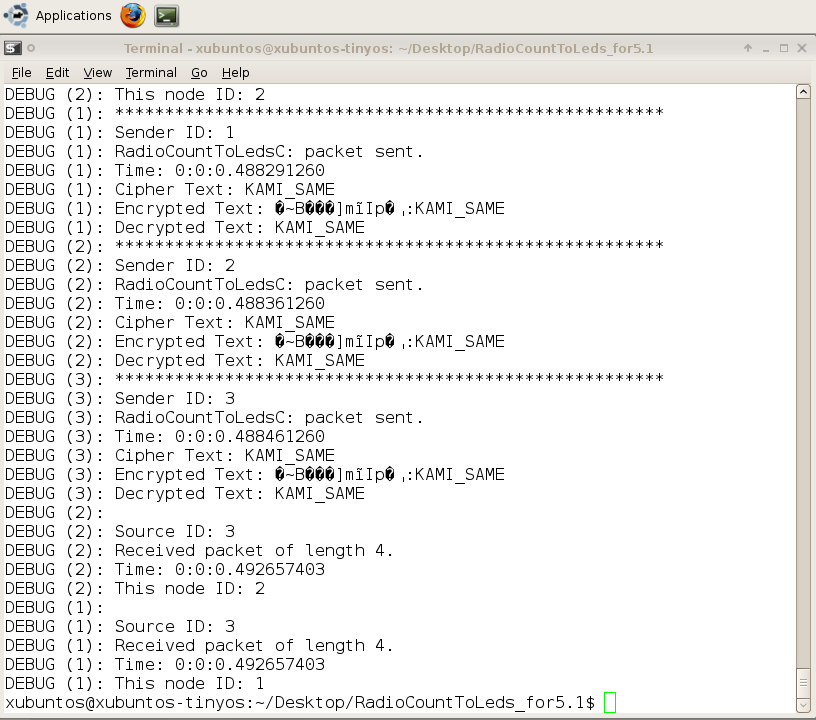 Applications
Terminal - xubuntos@xubuntos-tinyos: ~/Desktop/RadioCountToLeds_for5.1
File Edit View Terminal Go Help
DEBUG (2): This node ID: 2
DEBUG (1): *******************************************************
DEBUG (1): Sender ID: 1
DEBUG (1): RadioCountToLedsC: packet sent.
DEBUG (1): Time: 0:0:0.488291260
DEBUG (1): Cipher Text: KAMI_SAME
DEBUG (1): Encrypted Text: �~B���]mĩIp� ,:KAMI_SAME
DEBUG (1): Decrypted Text: KAMI_SAME
DEBUG (2): *******************************************************
DEBUG (2): Sender ID: 2
DEBUG (2): RadioCountToLedsC: packet sent.
DEBUG (2): Time: 0:0:0.488361260
DEBUG (2): Cipher Text: KAMI_SAME
DEBUG (2): Encrypted Text: �~B���]mĩIp� ,:KAMI_SAME
DEBUG (2): Decrypted Text: KAMI_SAME
DEBUG (3): *******************************************************
DEBUG (3): Sender ID: 3
DEBUG (3): RadioCountToLedsC: packet sent.
DEBUG (3): Time: 0:0:0.488461260
DEBUG (3): Cipher Text: KAMI_SAME
DEBUG (3): Encrypted Text: �~B���]mĩIp� ,:KAMI_SAME
DEBUG (3): Decrypted Text: KAMI_SAME
DEBUG (2):
DEBUG (2): Source ID: 3
DEBUG (2): Received packet of length 4.
DEBUG (2): Time: 0:0:0.492657403
DEBUG (2): This node ID: 2
DEBUG (1):
DEBUG (1): Source ID: 3
DEBUG (1): Received packet of length 4.
DEBUG (1): Time: 0:0:0.492657403
DEBUG (1): This node ID: 1
xubuntos@xubuntos-tinyos:~/Desktop/RadioCountToLeds_for5.1$